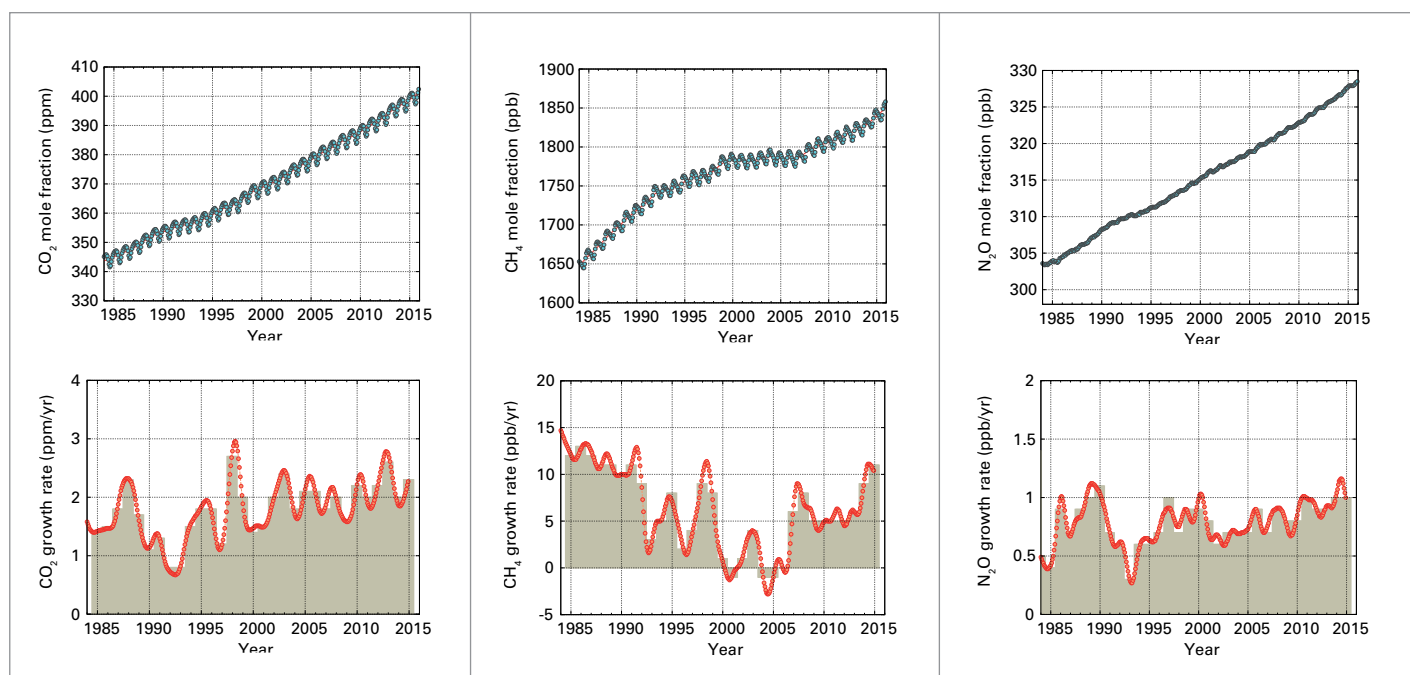 CO2 mole fraction (ppm)
410
400
390
380
370
360
350
340
330
1985 1990 1995 2000 2005 2010 2015
Year
CH4 mole fraction (ppb)
1900
1850
1800
1750
1700
1650
1600
1985 1990 1995 2000 2005 2010 2015
Year
N2O mole fraction (ppb)
330
325
320
315
310
305
300
1985 1990 1995 2000 2005 2010 2015
Year
CO2 growth rate (ppm/yr)
4
3
2
1
0
1985 1990 1995 2000 2005 2010 2015
Year
CH4 growth rate (ppb/yr)
20
15
10
5
0
-5
1985 1990 1995 2000 2005 2010 2015
Year
N2O growth rate (ppb/yr)
2
1.5
1
0.5
0
1985 1990 1995 2000 2005 2010 2015
Year